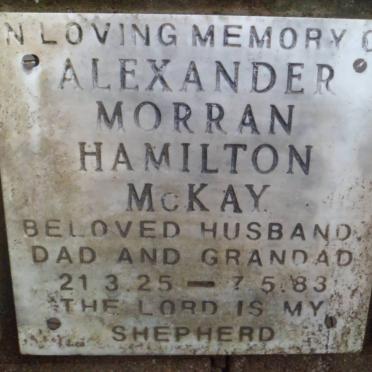 IN LOVING MEMORY O
ALEXANDER
MORRAN
HAMILTON
McKAY
BELOVED HUSBAND
DAD AND GRANDAD
21 3.25 — 7 5.83
THE LORD IS MY
SHEPHERD